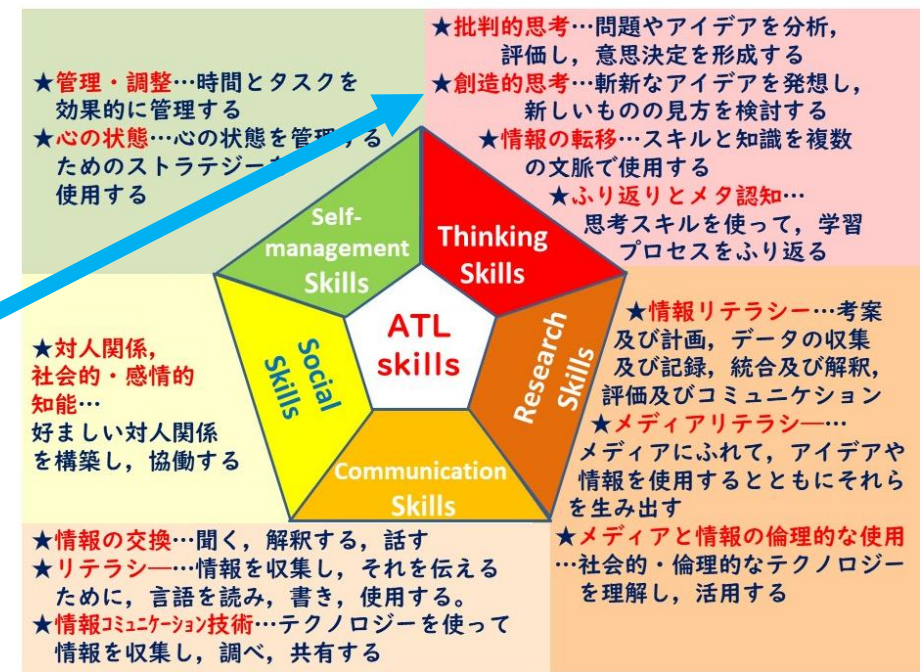 ★管理・調整…時間とタスクを
効果的に管理する
★心の状態…心の状態を管理する
ためのストラテジー
使用する
★批判的思考…問題やアイデアを分析，
評価し，意思決定を形成する
★創造的思考…斬新なアイデアを発想し，
新しいものの見方を検討する
★情報の転移…スキルと知識を複数
の文脈で使用する
★ふり返りとメタ認知…
思考スキルを使って，学習
プロセスをふり返る
Self-
management
Skills
Thinking
Skills
ATL
skills
Social
Skills
Research
Skills
Communication
Skills
★対人関係，
社会的・感情的
知能…
好ましい対人関係
を構築し，協働する
★情報リテラシー…考案
及び計画，データの収集
及び記録，統合及び解釈，
評価及びコミュニケション
★メディアリテラシー…
メディアにふれて，アイデアや
情報を使用するとともにそれら
を生み出す
★メディアと情報の倫理的な使用
…社会的・倫理的なテクノロジー
を理解し，活用する
★情報の交換…聞く，解釈する，話す
★リテラシー…情報を収集し，それを伝える
ために，言語を読み，書き，使用する。
★情報コミュニケーション技術…テクノロジーを使って
情報を収集し，調べ，共有する